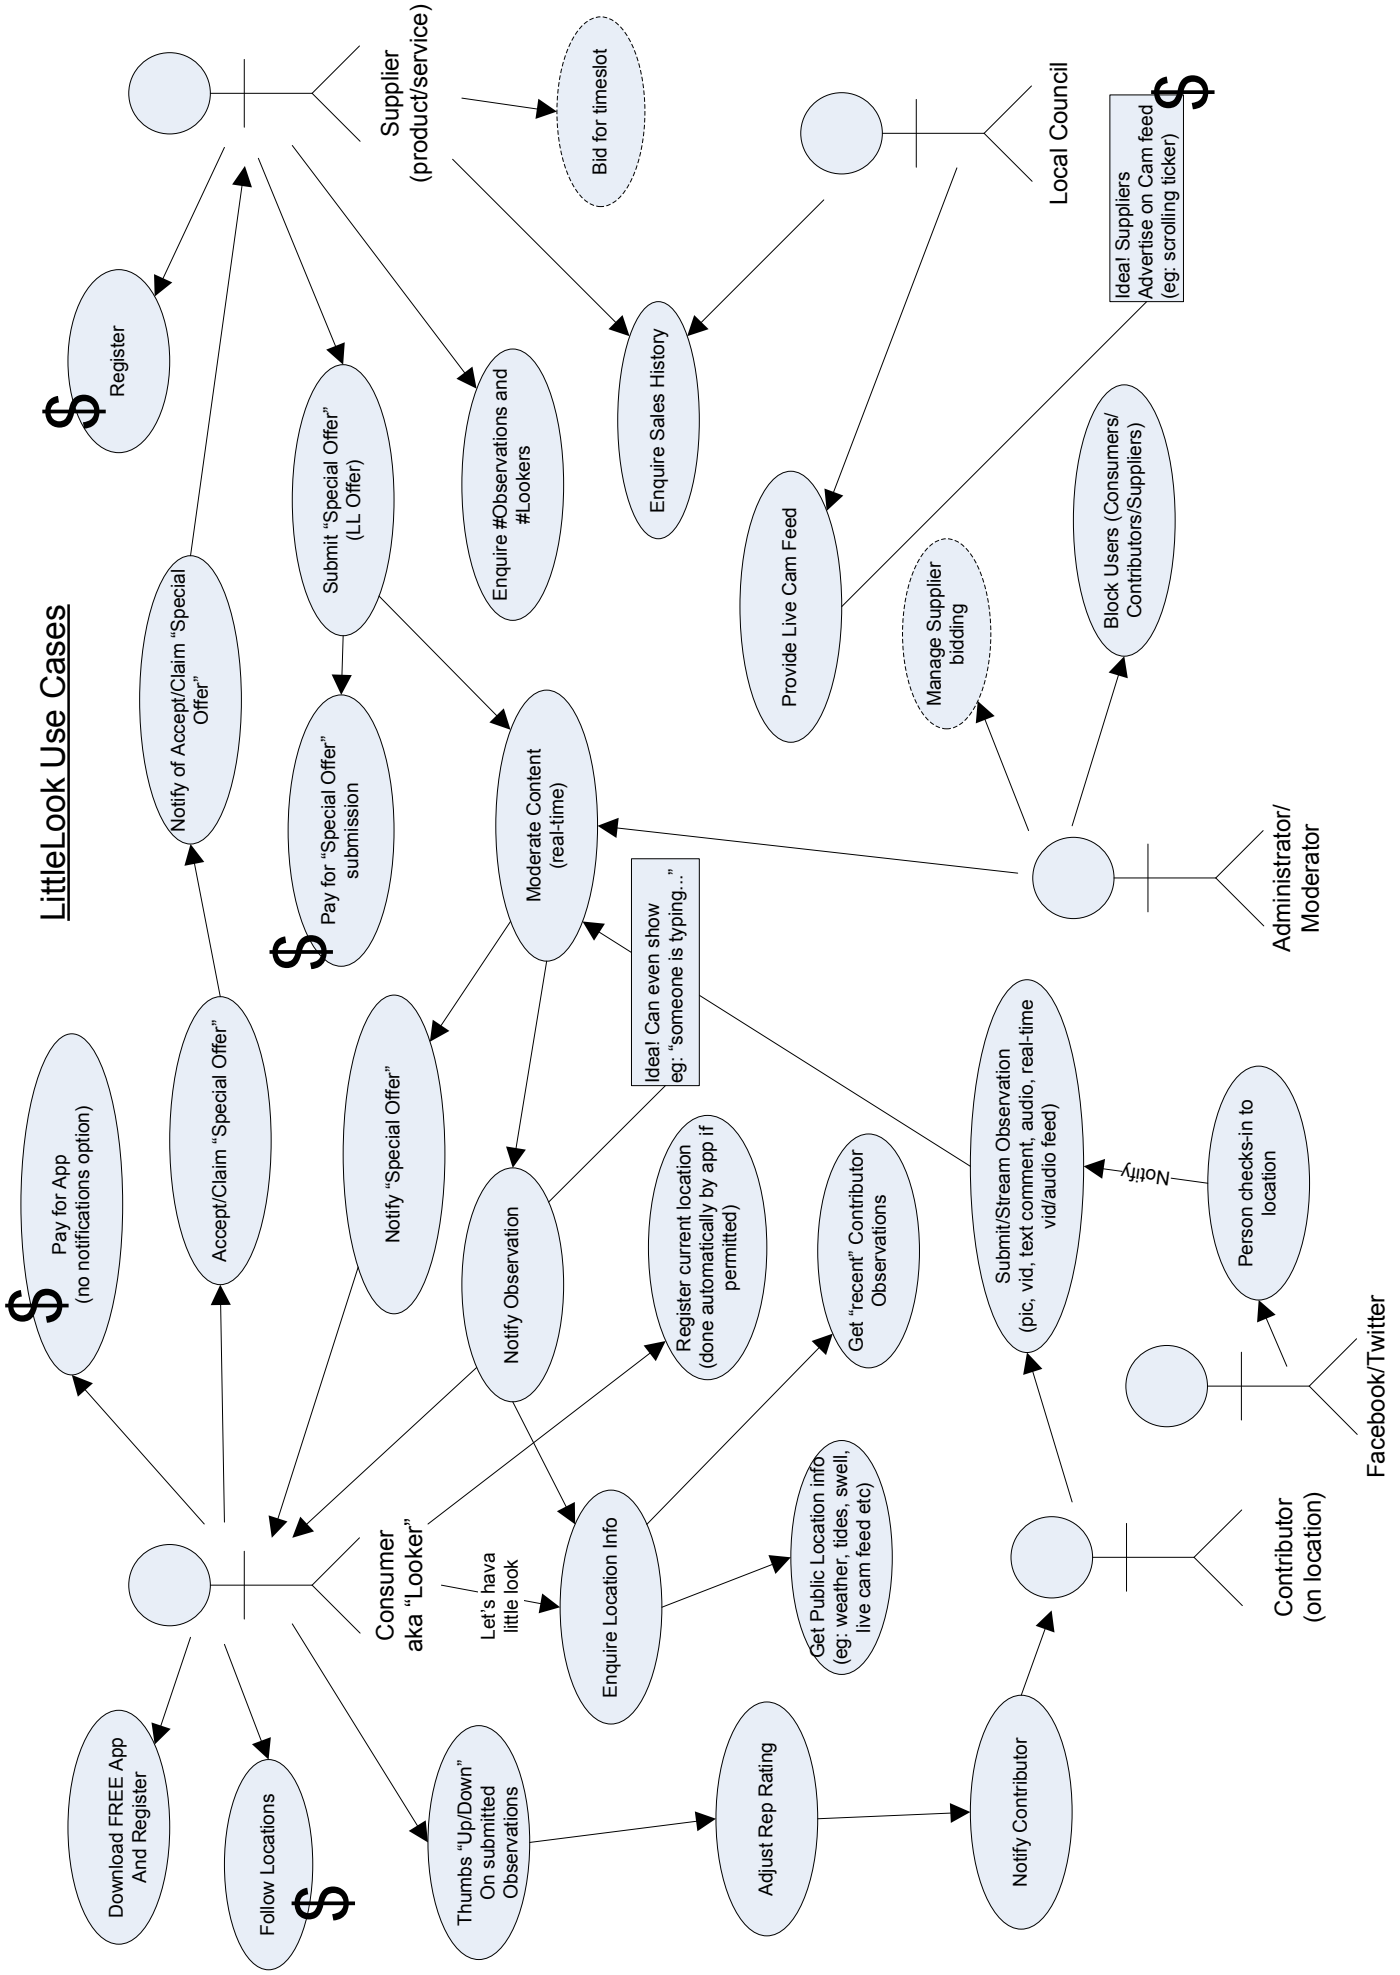 LittleLook Use Cases
$
Pay for App
(no notifications option)
Download FREE App
And Register
$
Register
Accept/Claim “Special Offer”
Notify of Accept/Claim “Special
Offer”
Follow Locations
$
$
Pay for “Special Offer”
submission
Submit “Special Offer”
(LL Offer)
Consumer
aka “Looker”
Notify “Special Offer”
Supplier
(product/service)
Thumbs “Up/Down”
On submitted
Observations
Let’s hava
little look
Notify Observation
Moderate Content
(real-time)
Enquire #Observations and
#Lookers
Bid for timeslot
Enquire Location Info
Register current location
(done automatically by app if
permitted)
Idea! Can even show
eg: “someone is typing...”
Enquire Sales History
Adjust Rep Rating
Get Public Location info
(eg: weather, tides, swell,
live cam feed etc)
Get “recent” Contributor
Observations
Provide Live Cam Feed
Manage Supplier
bidding
Local Council
Notify Contributor
Submit/Stream Observation
(pic, vid, text comment, audio, real-time
vid/audio feed)
Block Users (Consumers/
Contributors/Suppliers)
Idea! Suppliers
Advertise on Cam feed
(eg: scrolling ticker)
$
Notify
Contributor
(on location)
Person checks-in to
location
Administrator/
Moderator
Facebook/Twitter